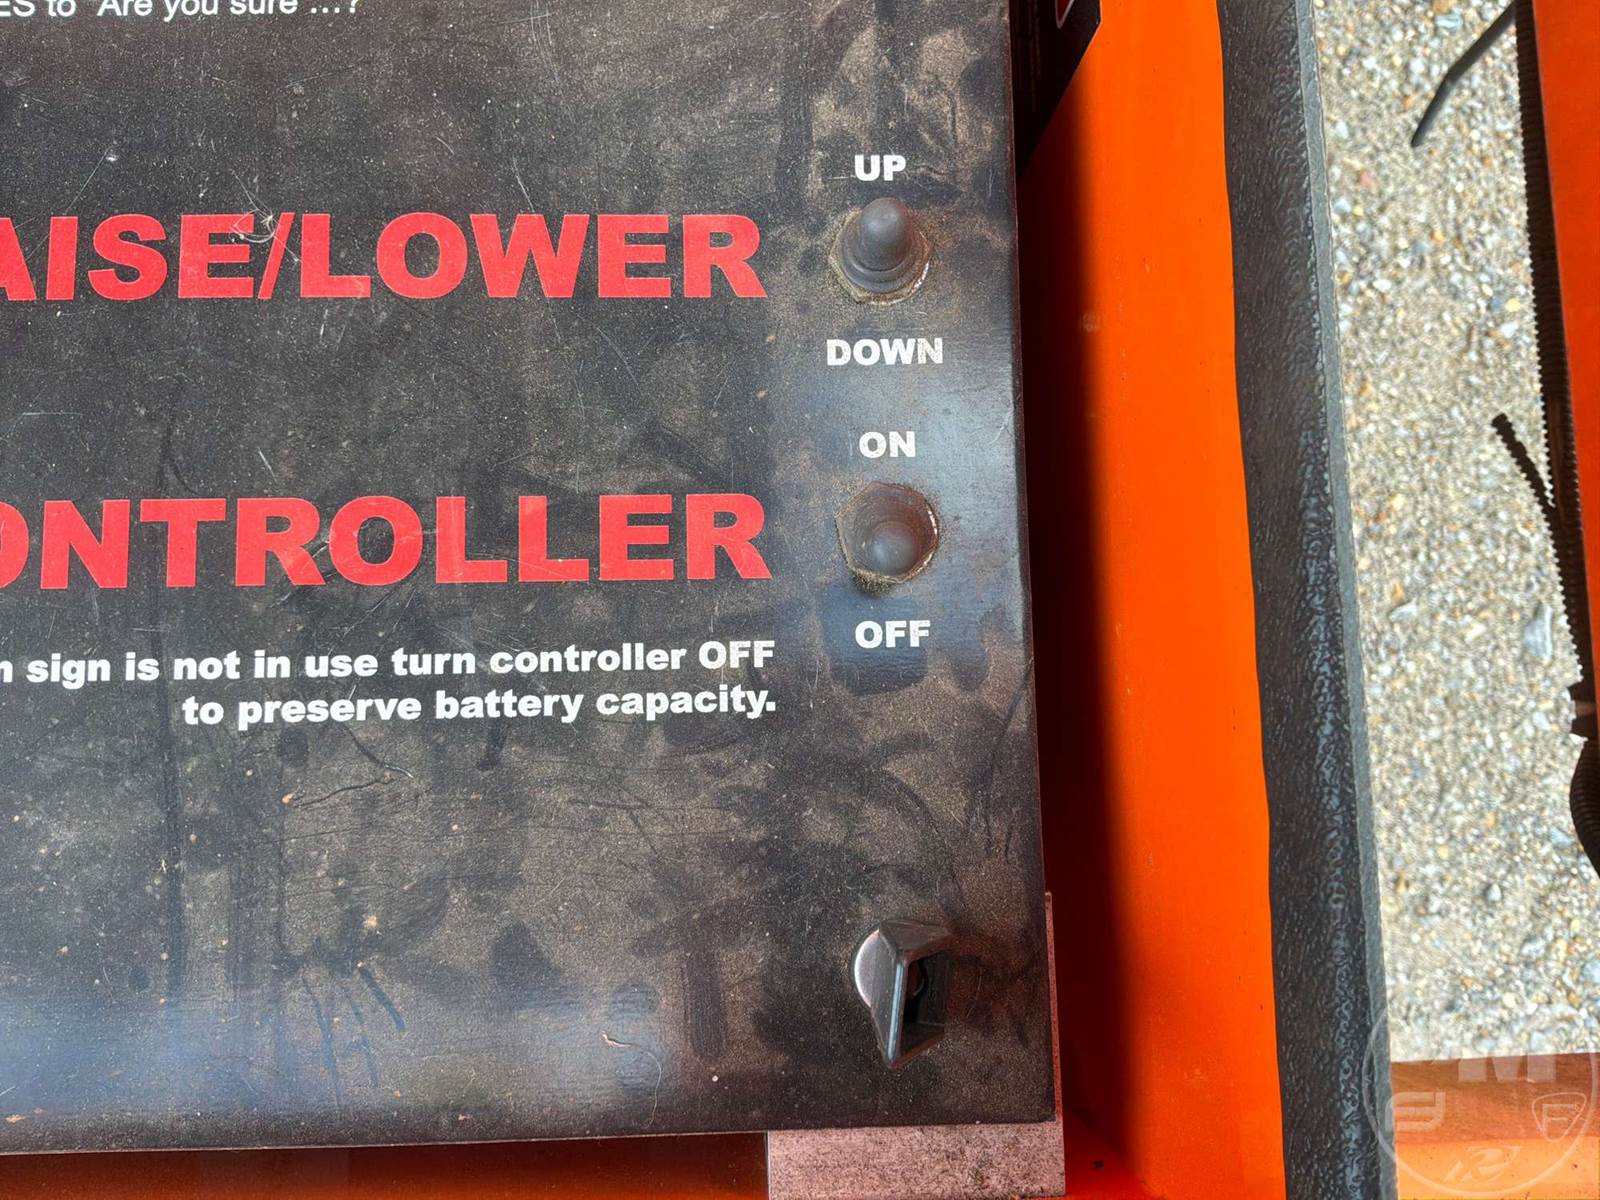 ES to "Are you sure ...?"
UP
AISE/LOWER
DOWN
ON
ONTROLLER
OFF
n sign is not in use turn controller OFF
to preserve battery capacity.
M